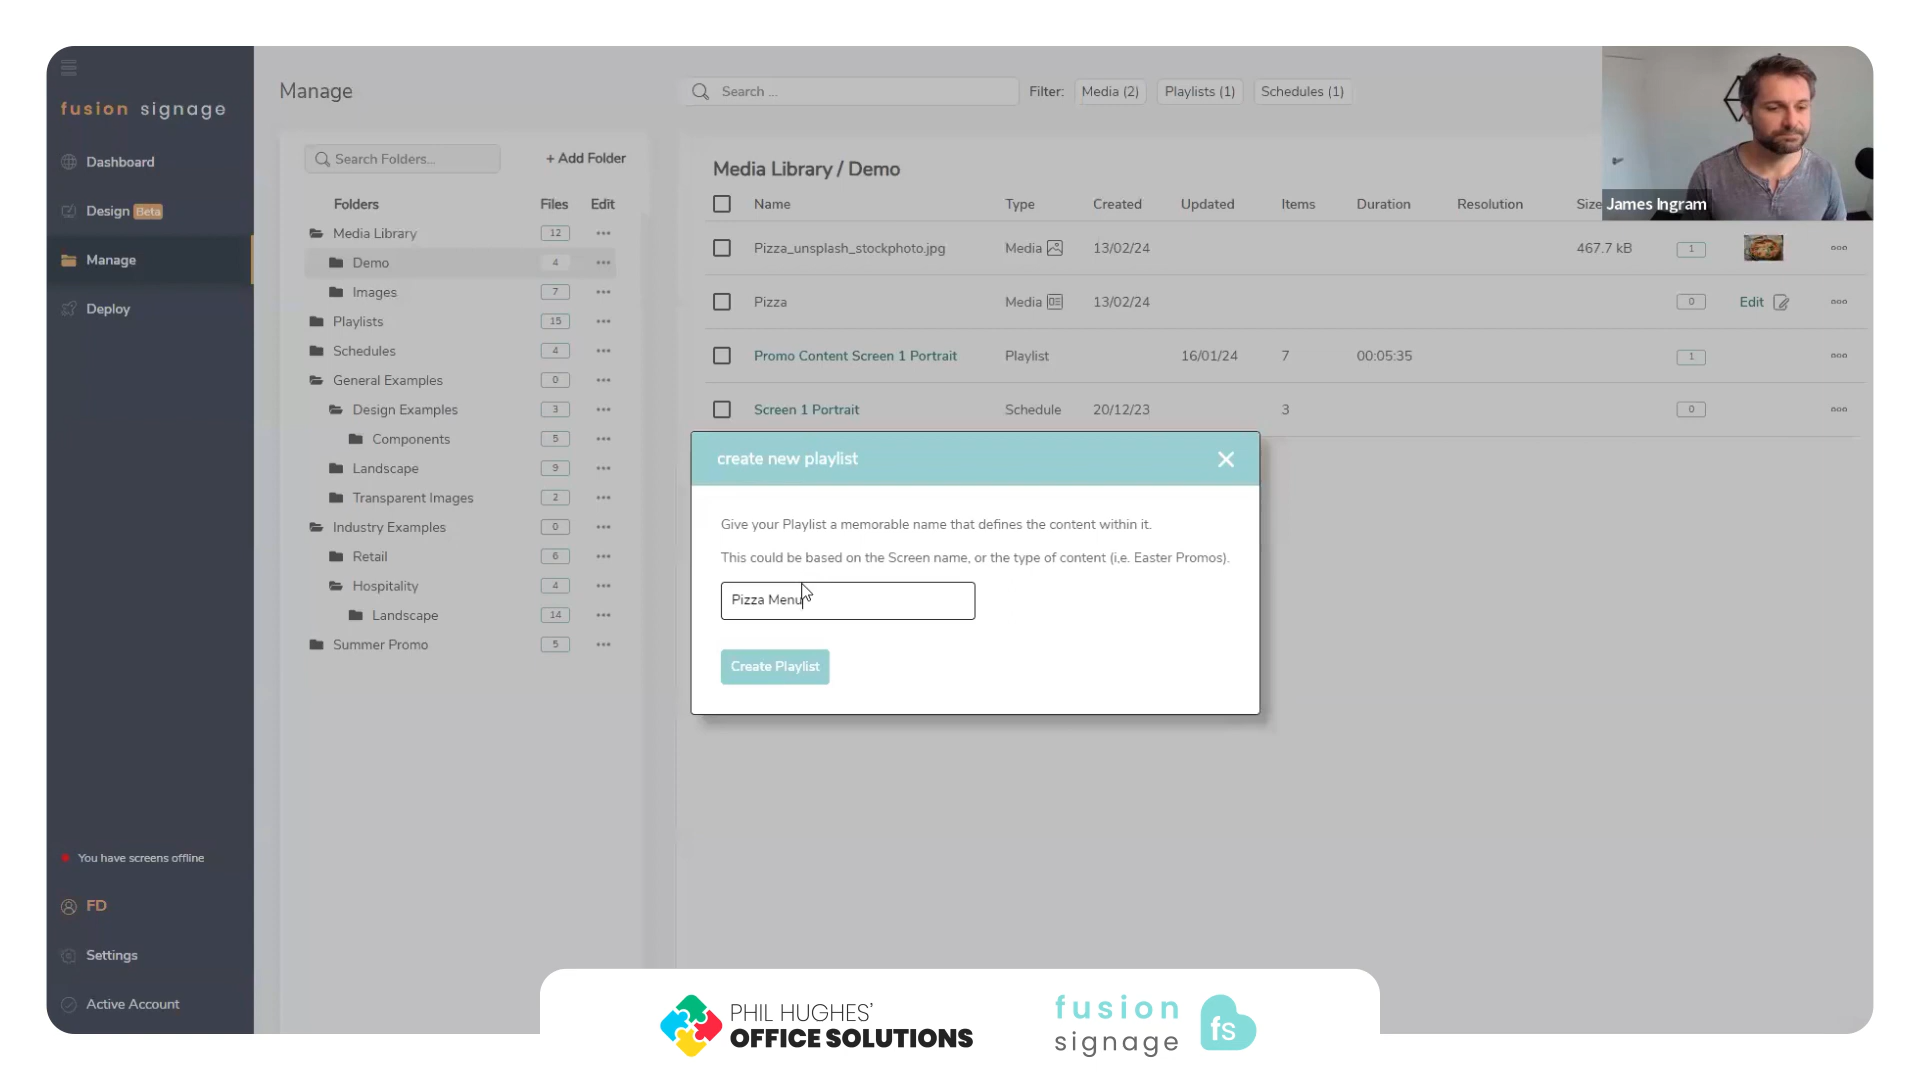 fusion signage
Dashboard
Design Beta
Manage
Deploy
You have screens offline
FD
Settings
Active Account
Manage
Search ...
Filter: Media (2) Playlists (1) Schedules (1)
Search Folders... + Add Folder
Folders Files Edit
Media Library 12
Demo 4
Images 7
Playlists 15
Schedules 4
General Examples 0
Design Examples 3
Components 5
Landscape 9
Transparent Images 2
Industry Examples 0
Retail 6
Hospitality 4
Landscape 14
Summer Promo 5
Media Library / Demo
Name Type Created Updated Items Duration Resolution Size
Pizza_unsplash_stockphoto.jpg Media 13/02/24 467.7 kB 1
Pizza Media 13/02/24 0 Edit
Promo Content Screen 1 Portrait Playlist 16/01/24 7 00:05:35 1
Screen 1 Portrait Schedule 20/12/23 3 0
James Ingram
create new playlist
Give your Playlist a memorable name that defines the content within it.
This could be based on the Screen name, or the type of content (i,e. Easter Promos).
Pizza Menu
Create Playlist
PHIL HUGHES'
OFFICE SOLUTIONS
fusion
signage
fs